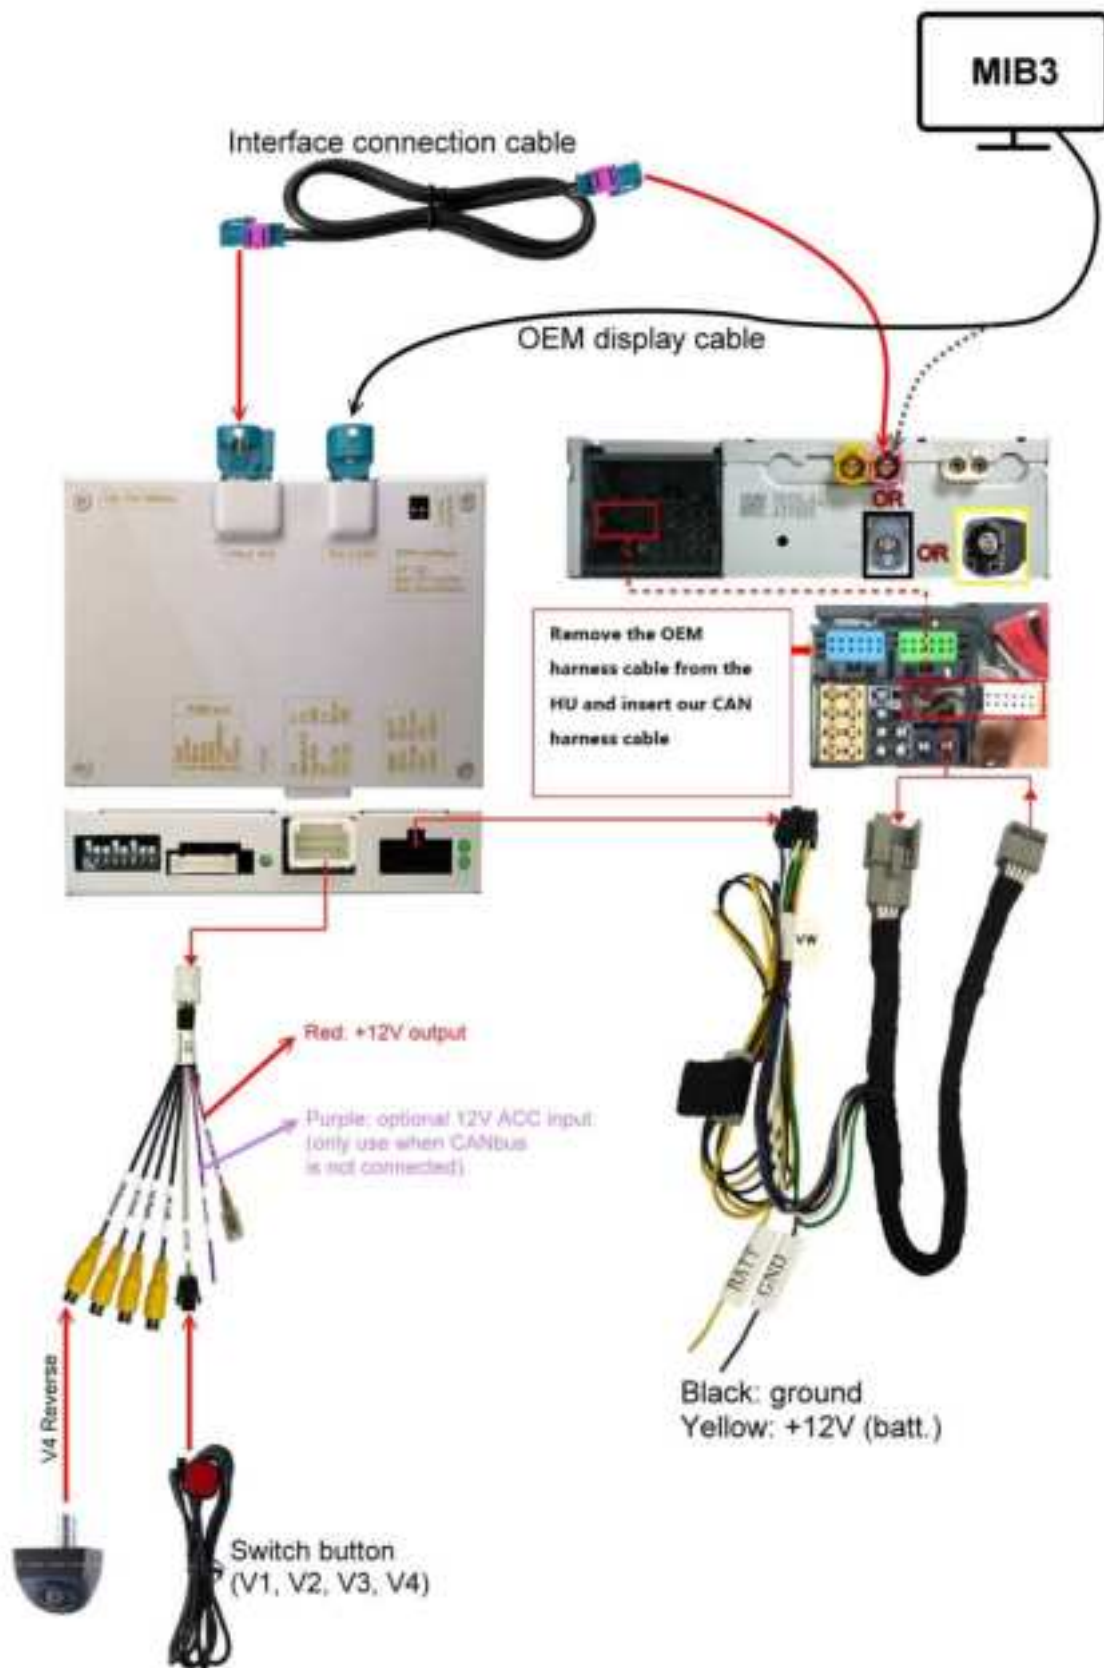 MIB3
Interface connection cable
OEM display cable
OR
OR
Remove the OEM
harness cable from the
HU and insert our CAN
harness cable
VW
Red: +12V output
Purple: optional 12V ACC input
(only use when CANbus
is not connected)
BATT
GND
Black: ground
Yellow: +12V (batt.)
V4 Reverse
Switch button
(V1, V2, V3, V4)